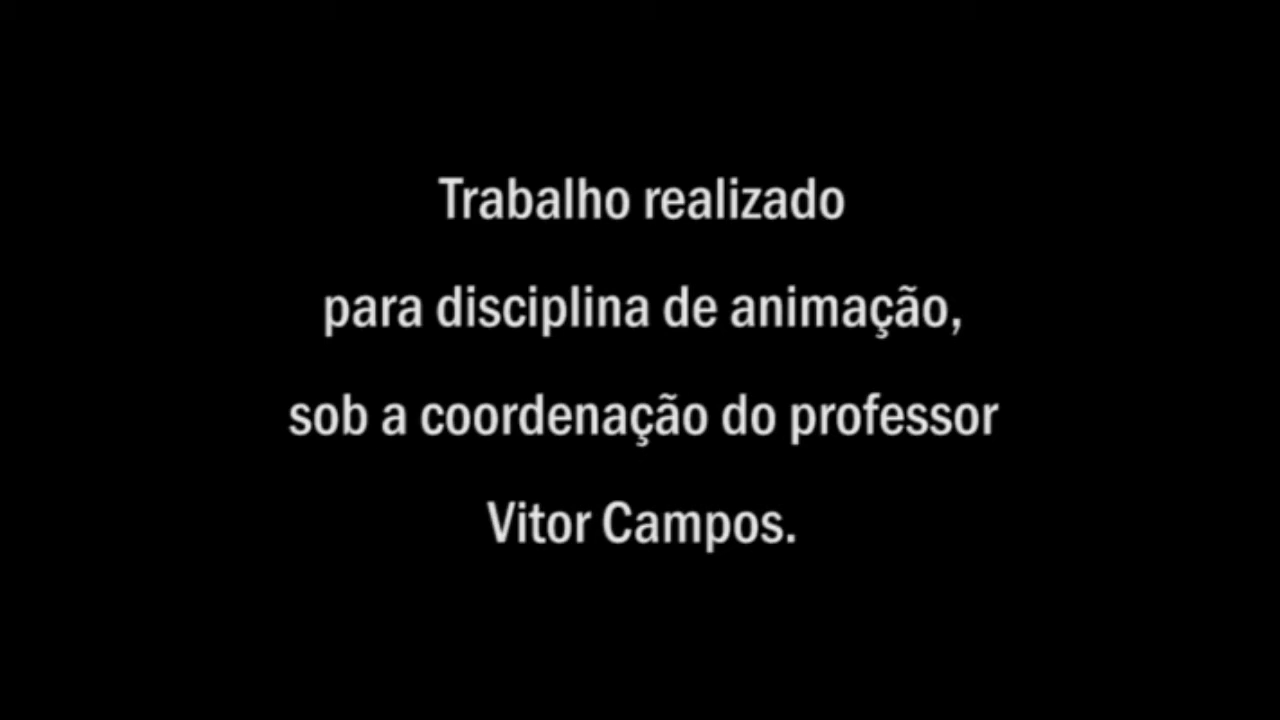 Trabalho realizado
para disciplina de animação,
sob a coordenação do professor
Vitor Campos.